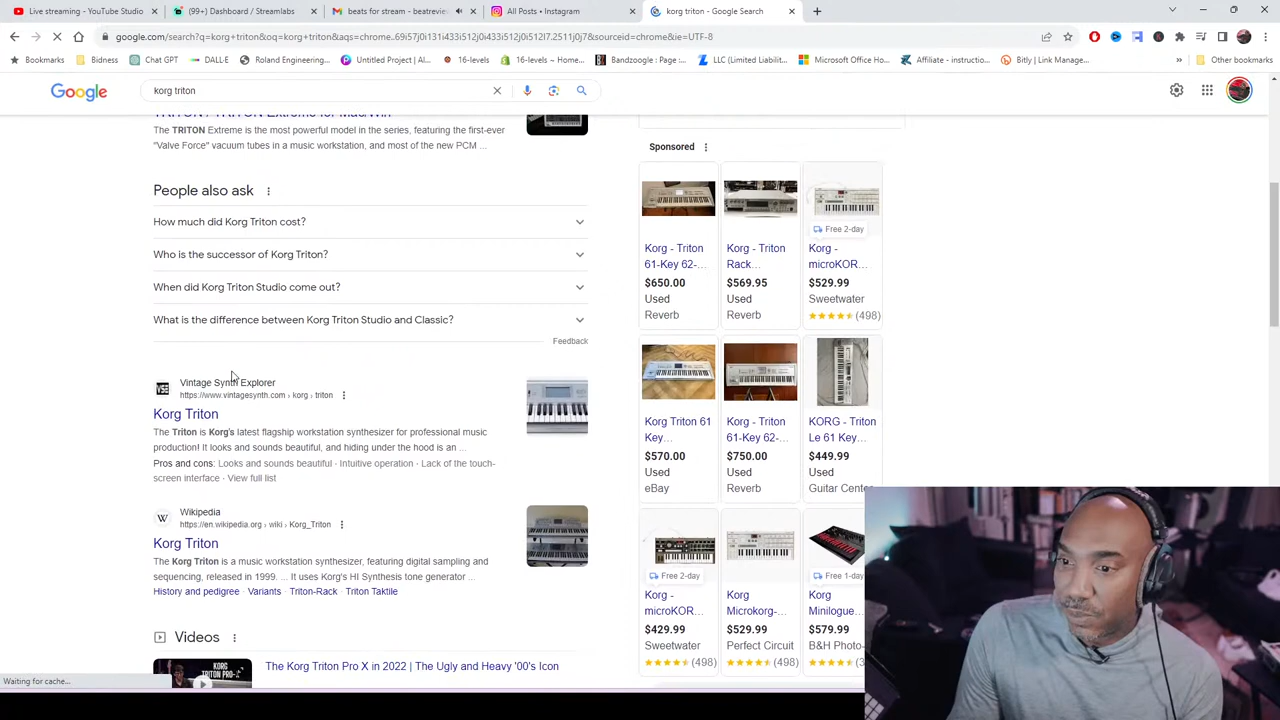 Live streaming - YouTube Studio
(99+) Dashboard / Streamlabs
beats for stream - beatrevie
All Posts • Instagram
korg triton - Google Search
google.com/search?q=korg+triton&oq=korg+triton&aqs=chrome..69i57j0i131i433i512j0i433i512j0i512l7.2511j0j7&sourceid=chrome&ie=UTF-8
Bookmarks
Bidness
Chat GPT
DALL·E
Roland Engineering...
Untitled Project | Al...
16-levels
16-levels ~ Home...
Bandzoogle : Page ...
LLC (Limited Liabilit...
Microsoft Office Ho...
Affiliate - instructio...
Bitly | Link Manage...
»
Other bookmarks
Google
korg triton
TRITON / TRITON Extreme for Mac/Win
The TRITON Extreme is the most powerful model in the series, featuring the first-ever
"Valve Force" vacuum tubes in a music workstation, and most of the new PCM ...
People also ask
How much did Korg Triton cost?
Who is the successor of Korg Triton?
When did Korg Triton Studio come out?
What is the difference between Korg Triton Studio and Classic?
Feedback
VSE
Vintage Synth Explorer
https://www.vintagesynth.com › korg › triton
Korg Triton
The Triton is Korg's latest flagship workstation synthesizer for professional music
production! It looks and sounds beautiful, and hiding under the hood is an ...
Pros and cons: Looks and sounds beautiful · Intuitive operation · Lack of the touch-
screen interface · View full list
W
Wikipedia
https://en.wikipedia.org › wiki › Korg_Triton
Korg Triton
The Korg Triton is a music workstation synthesizer, featuring digital sampling and
sequencing, released in 1999. ... It uses Korg's HI Synthesis tone generator ...
History and pedigree · Variants · Triton-Rack · Triton Taktile
Videos
KORG
TRITON
The Korg Triton Pro X in 2022 | The Ugly and Heavy '00's Icon
Waiting for cache...
Sponsored
Korg - Triton
61-Key 62-...
$650.00
Used
Reverb
Korg - Triton
Rack...
$569.95
Used
Reverb
Free 2-day
Korg -
microKOR...
$529.99
Sweetwater
(498)
Korg Triton 61
Key...
$570.00
Used
eBay
Korg - Triton
61-Key 62-...
$750.00
Used
Reverb
KORG - Triton
Le 61 Key...
$449.99
Used
Guitar Cente
Free 2-day
Korg -
microKOR...
$429.99
Sweetwater
(498)
Korg
Microkorg-...
$529.99
Perfect Circuit
(498)
Free 1-day
Korg
Minilogue...
$579.99
B&H Photo-